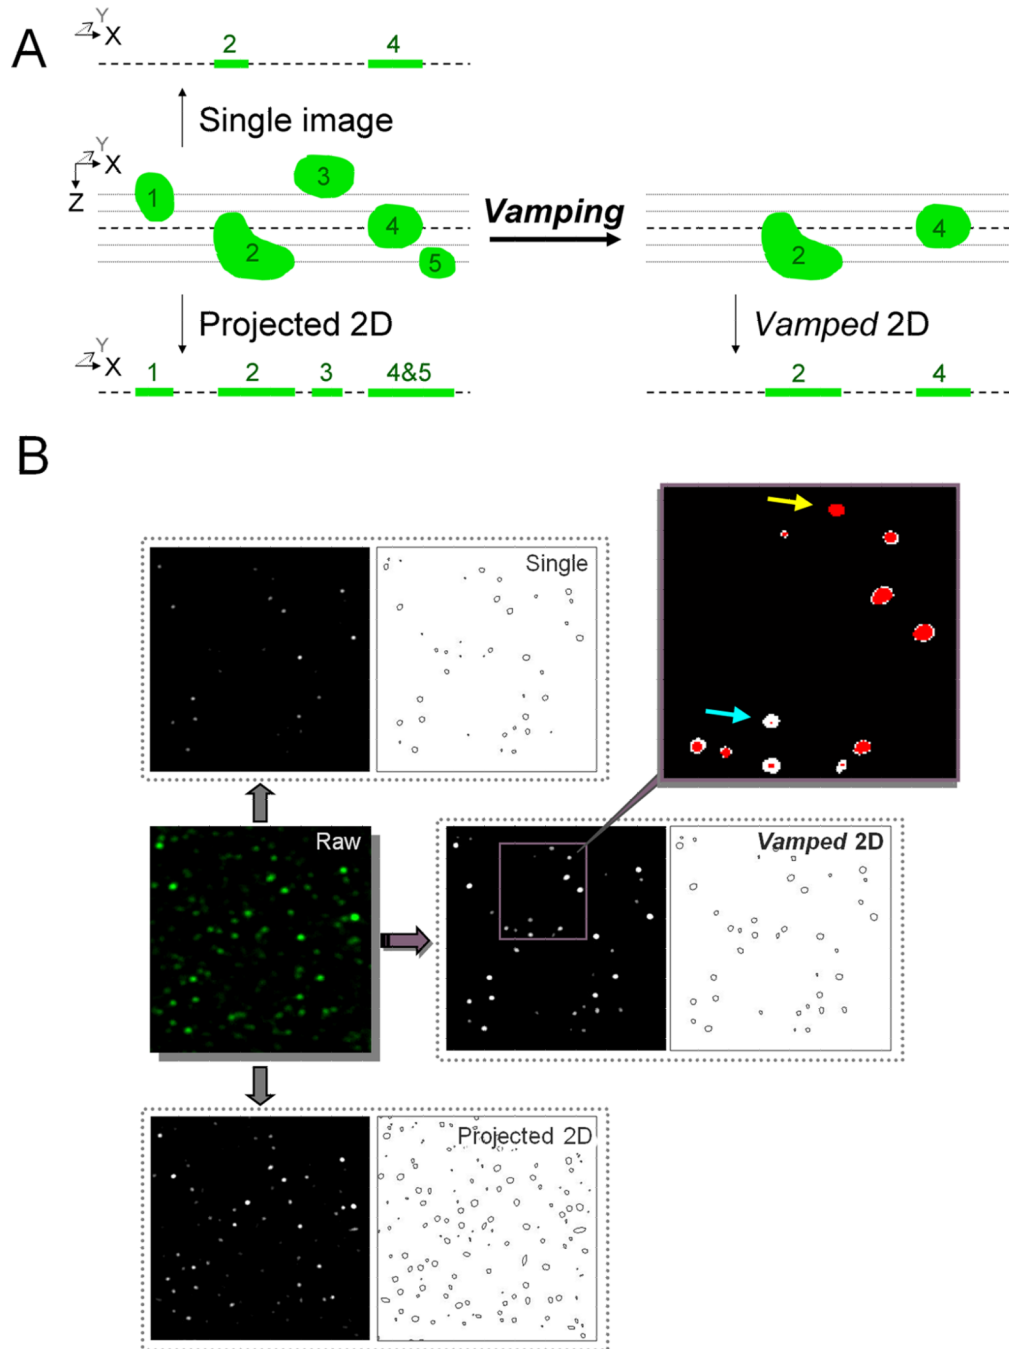 A
Y
X
2 4
Single image
Y
X
Z
1 2 3 4 5
Vamping
2 4
Projected 2D
Vamped 2D
Y
X
1 2 3 4&5
2 4
B
Single
Raw
Vamped 2D
Projected 2D